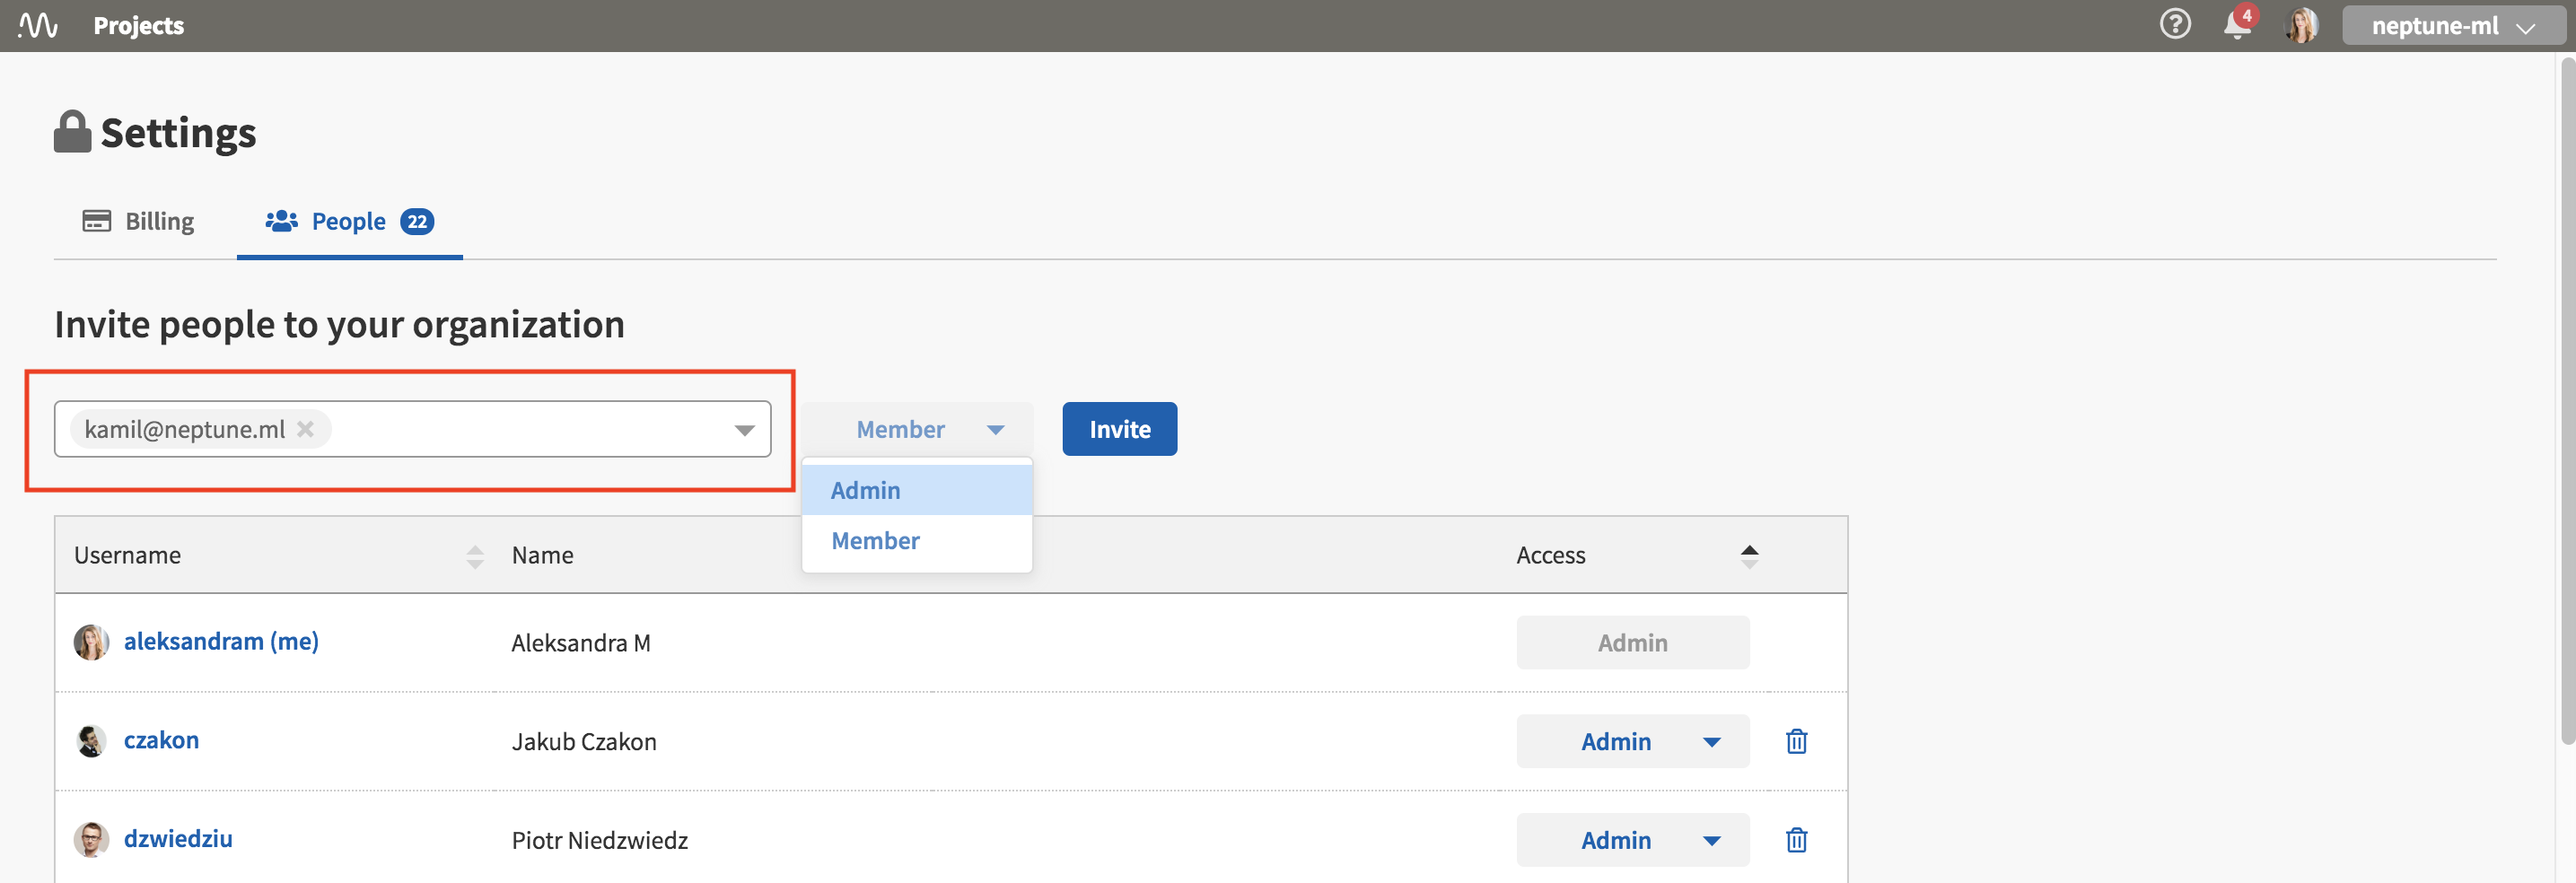 Projects
4
neptune-ml
Settings
Billing
People 22
Invite people to your organization
kamil@neptune.ml
Member
Invite
Admin
Member
Username
Name
Access
aleksandram (me)
Aleksandra M
Admin
czakon
Jakub Czakon
Admin
dzwiedziu
Piotr Niedzwiedz
Admin